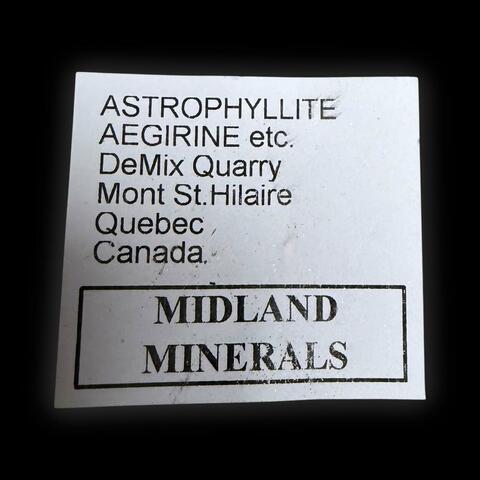 ASTROPHYLLITE
AEGIRINE etc.
DeMix Quarry
Mont St.Hilaire
Quebec
Canada.
MIDLAND
MINERALS